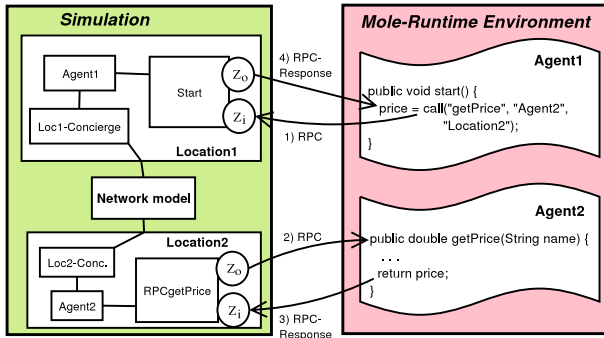 Simulation
Agent1
Start
Zo
Zi
Loc1-Concierge
Location1
Network model
Location2
Loc2-Conc.
Agent2
RPCgetPrice
Zo
Zi
4) RPC-
Response
1) RPC
2) RPC
3) RPC-
Response
Mole-Runtime Environment
Agent1
public void start() {
price = call("getPrice", "Agent2",
"Location2");
}
Agent2
public double getPrice(String name) {
...
return price;
}